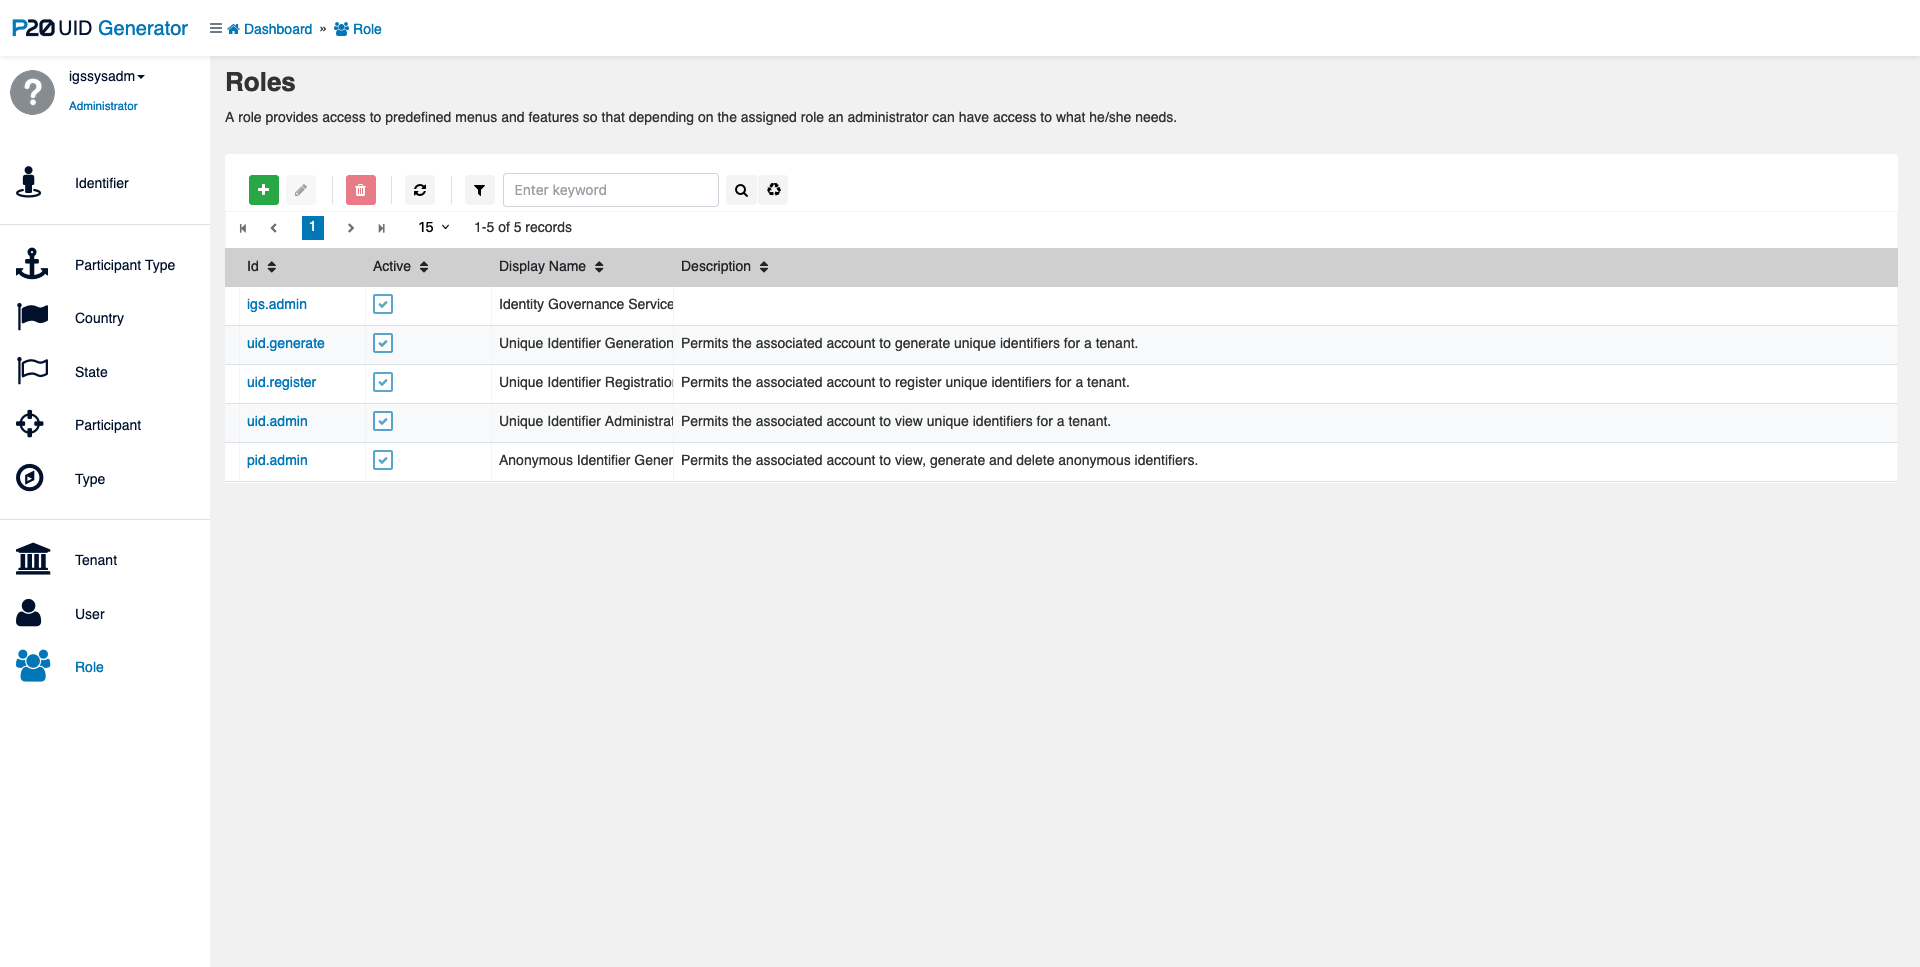 P20 UID Generator
Dashboard » Role
igssysadm
Administrator
Identifier
Participant Type
Country
State
Participant
Type
Tenant
User
Role
Roles
A role provides access to predefined menus and features so that depending on the assigned role an administrator can have access to what he/she needs.
Enter keyword
1 15 1-5 of 5 records
Id Active Display Name Description
igs.admin Identity Governance Service
uid.generate Unique Identifier Generation Permits the associated account to generate unique identifiers for a tenant.
uid.register Unique Identifier Registration Permits the associated account to register unique identifiers for a tenant.
uid.admin Unique Identifier Administrat Permits the associated account to view unique identifiers for a tenant.
pid.admin Anonymous Identifier Gener Permits the associated account to view, generate and delete anonymous identifiers.